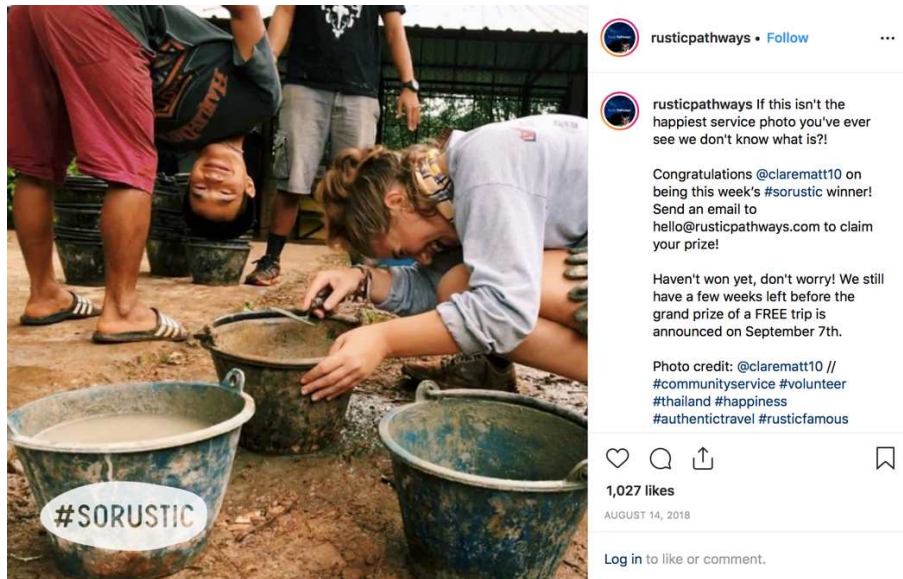 rusticpathways • Follow
rusticpathways If this isn't the
happiest service photo you've ever
see we don't know what is?!
Congratulations @clarematt10 on
being this week's #sorustic winner!
Send an email to
hello@rusticpathways.com to claim
your prize!
Haven't won yet, don't worry! We still
have a few weeks left before the
grand prize of a FREE trip is
announced on September 7th.
Photo credit: @clarematt10 //
#communityservice #volunteer
#thailand #happiness
#authentictravel #rusticfamous
1,027 likes
AUGUST 14, 2018
Log in to like or comment.
#SORUSTIC